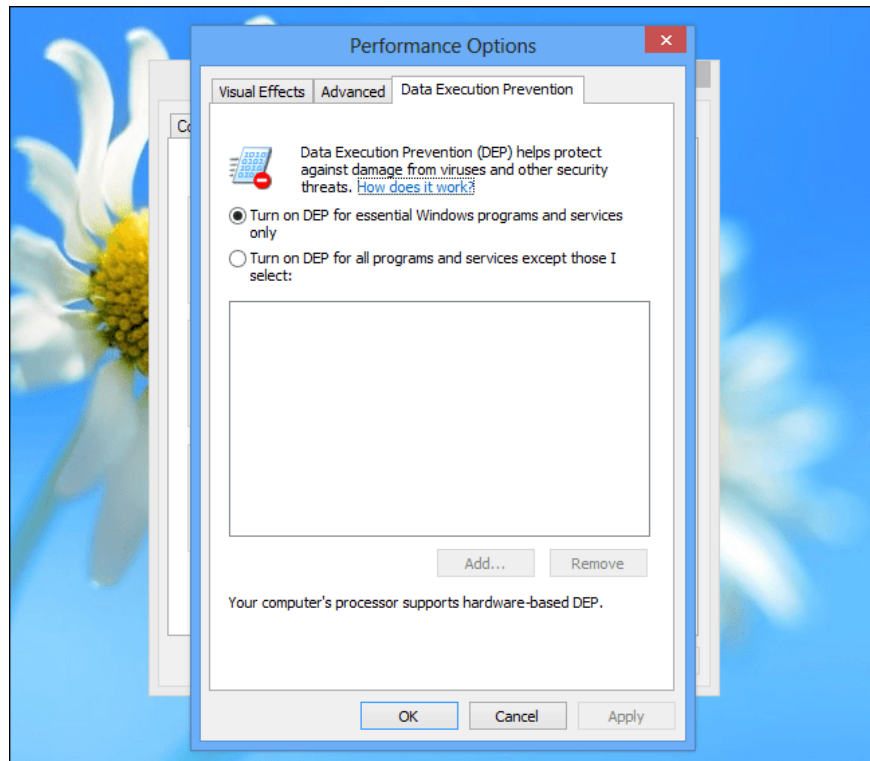 Performance Options
Visual Effects
Advanced
Data Execution Prevention
Data Execution Prevention (DEP) helps protect
against damage from viruses and other security
threats. How does it work?
Turn on DEP for essential Windows programs and services
only
Turn on DEP for all programs and services except those I
select:
Add...
Remove
Your computer's processor supports hardware-based DEP.
OK
Cancel
Apply